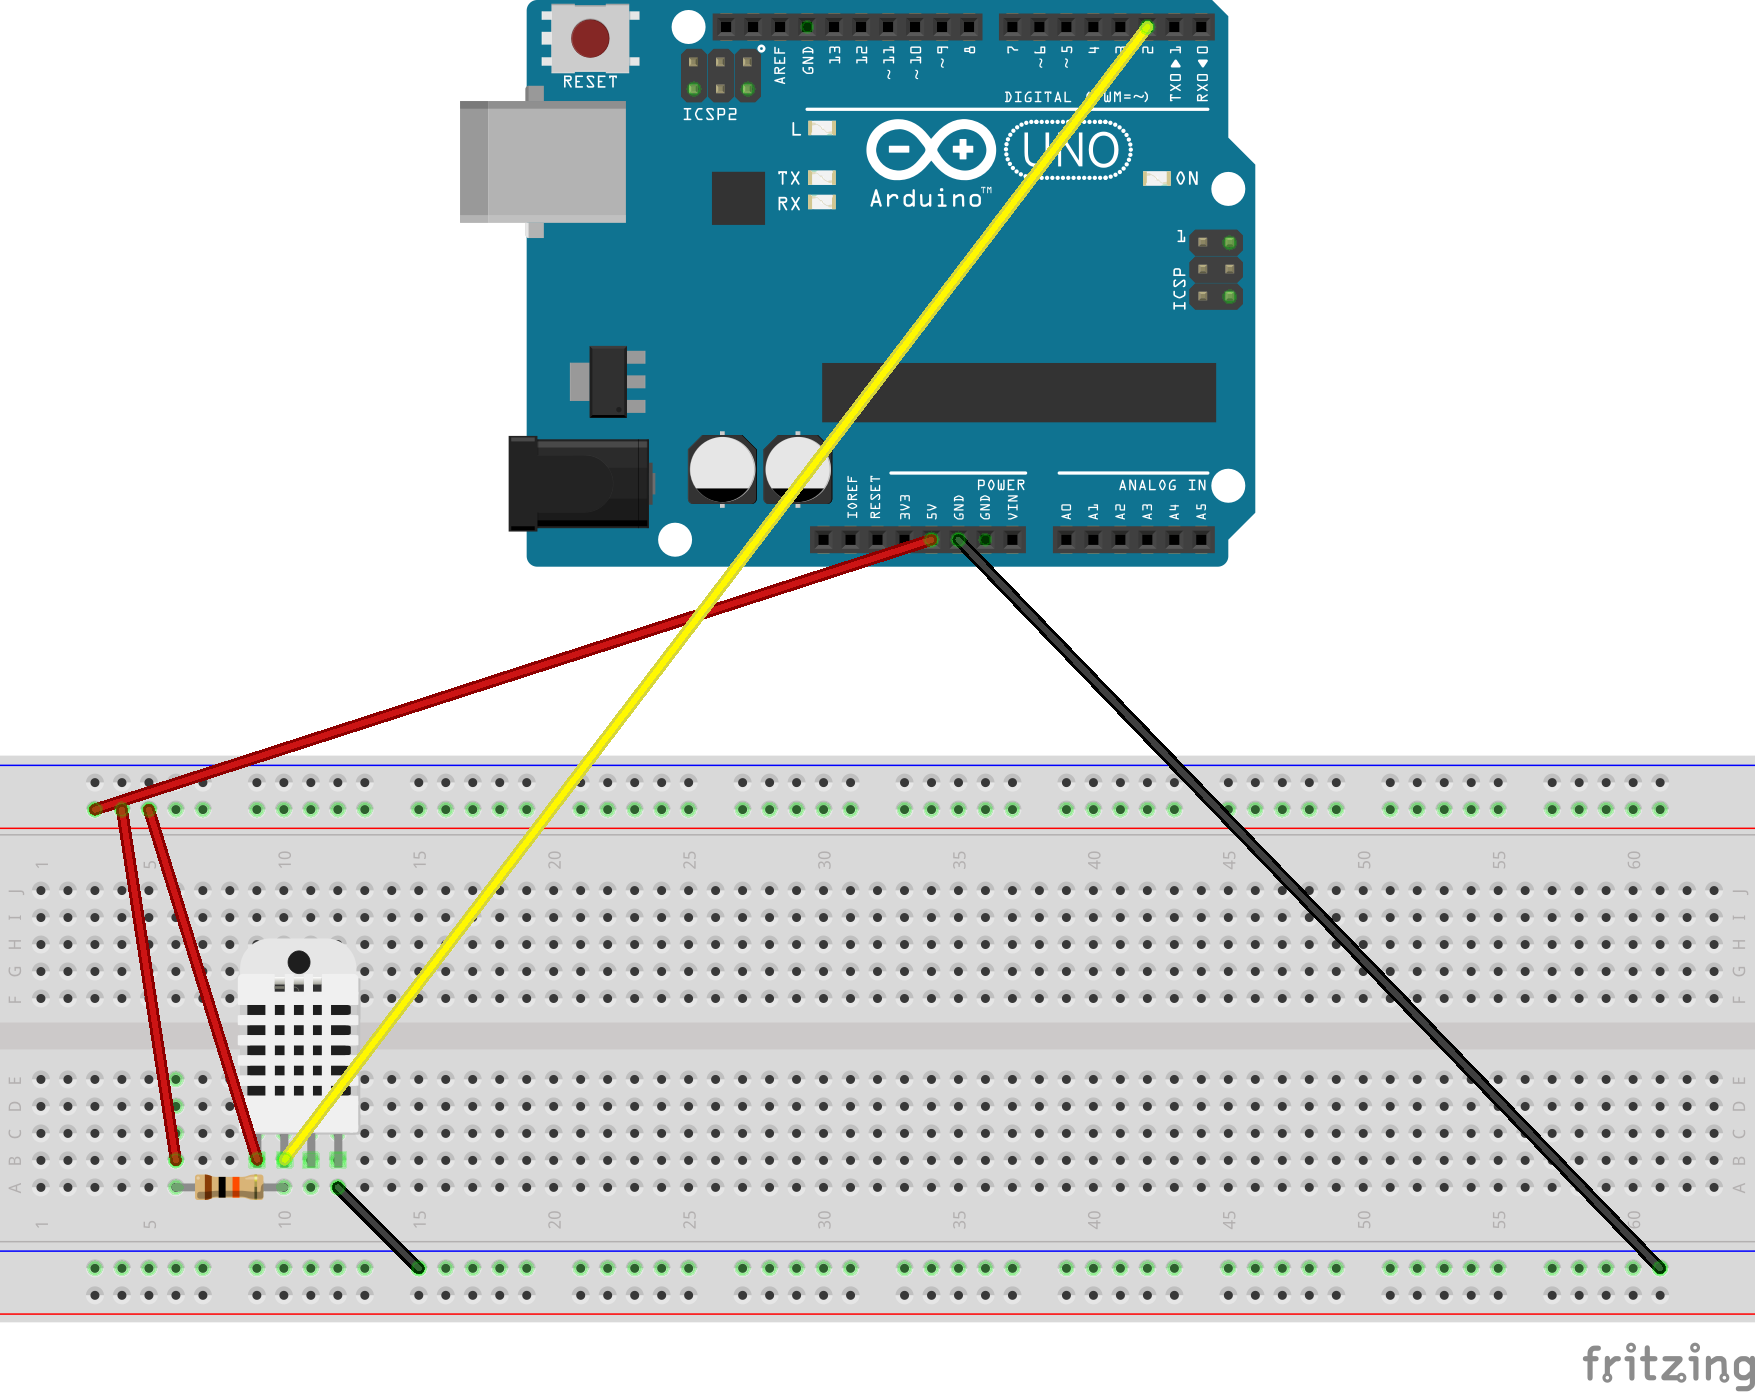 RESET
ICSP2
AREF
GND
13
12
~11
~10
~9
8
7
~6
~5
4
3
2
TX0 ▶ 1
RX0 ◀ 0
DIGITAL (PWM=~)
L
TX
RX
UNO
Arduino™
ON
1
ICSP
IOREF
RESET
3V3
5V
GND
GND
VIN
POWER
ANALOG IN
A0
A1
A2
A3
A4
A5
1 5 10 15 20 25 30 35 40 45 50 55 60
J J
I I
H H
G G
F F
E E
D D
C C
B B
A A
1 5 10 15 20 25 30 35 40 45 50 55 60
fritzing